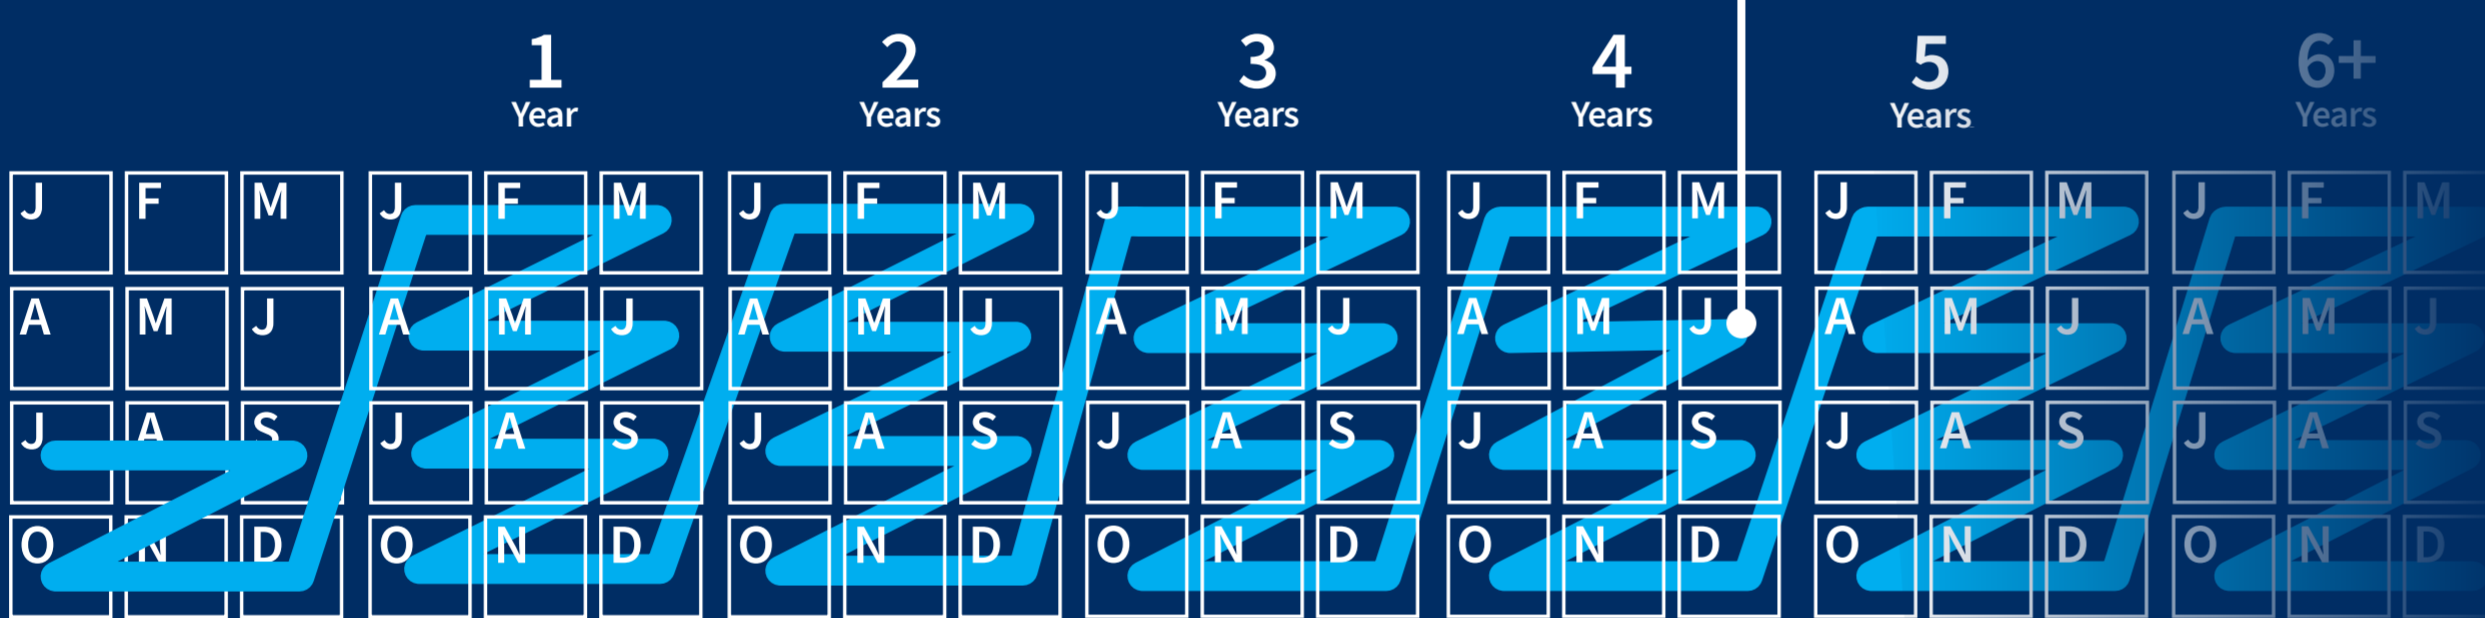 1 2 3 4 5 6+
Year Years Years Years Years Years
J F M J F M J F M J F M J F M J F M J F M
A M J A M J A M J A M J A M J A M J A M J
J A S J A S J A S J A S J A S J A S J A S
O N D O N D O N D O N D O N D O N D O N D